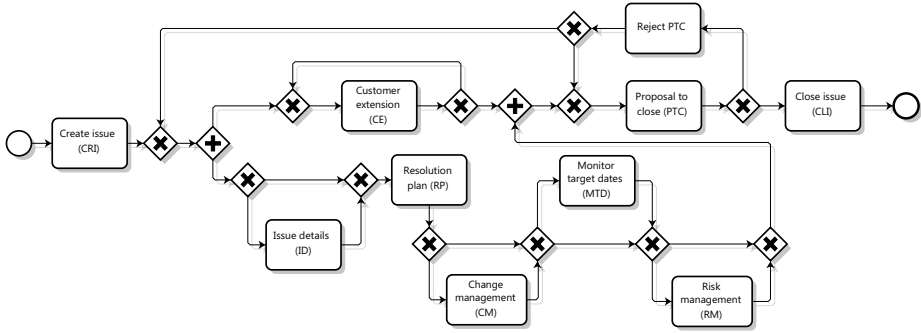 Reject PTC
Customer
extension
(CE)
Proposal to
close (PTC)
Close issue
(CLI)
Create issue
(CRI)
Resolution
plan (RP)
Monitor
target dates
(MTD)
Issue details
(ID)
Change
management
(CM)
Risk
management
(RM)